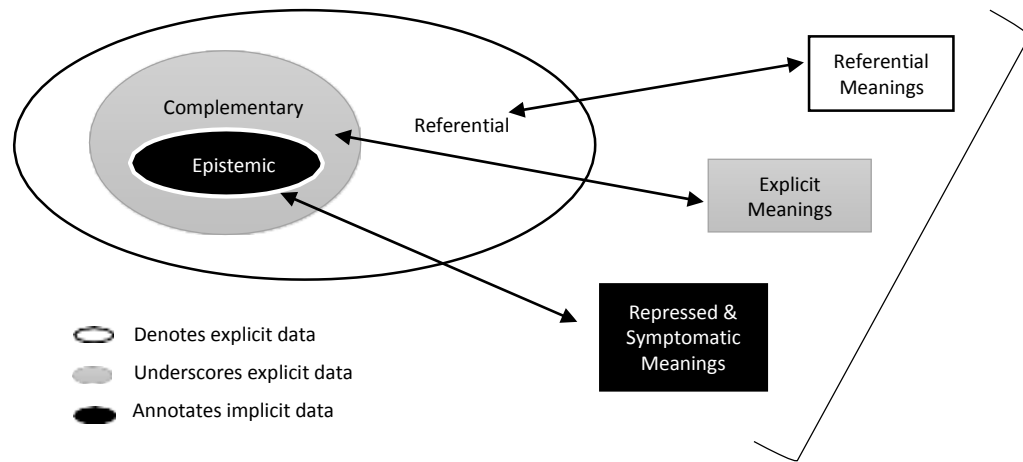 Complementary
Epistemic
Referential
Referential
Meanings
Explicit
Meanings
Repressed &
Symptomatic
Meanings
Denotes explicit data
Underscores explicit data
Annotates implicit data